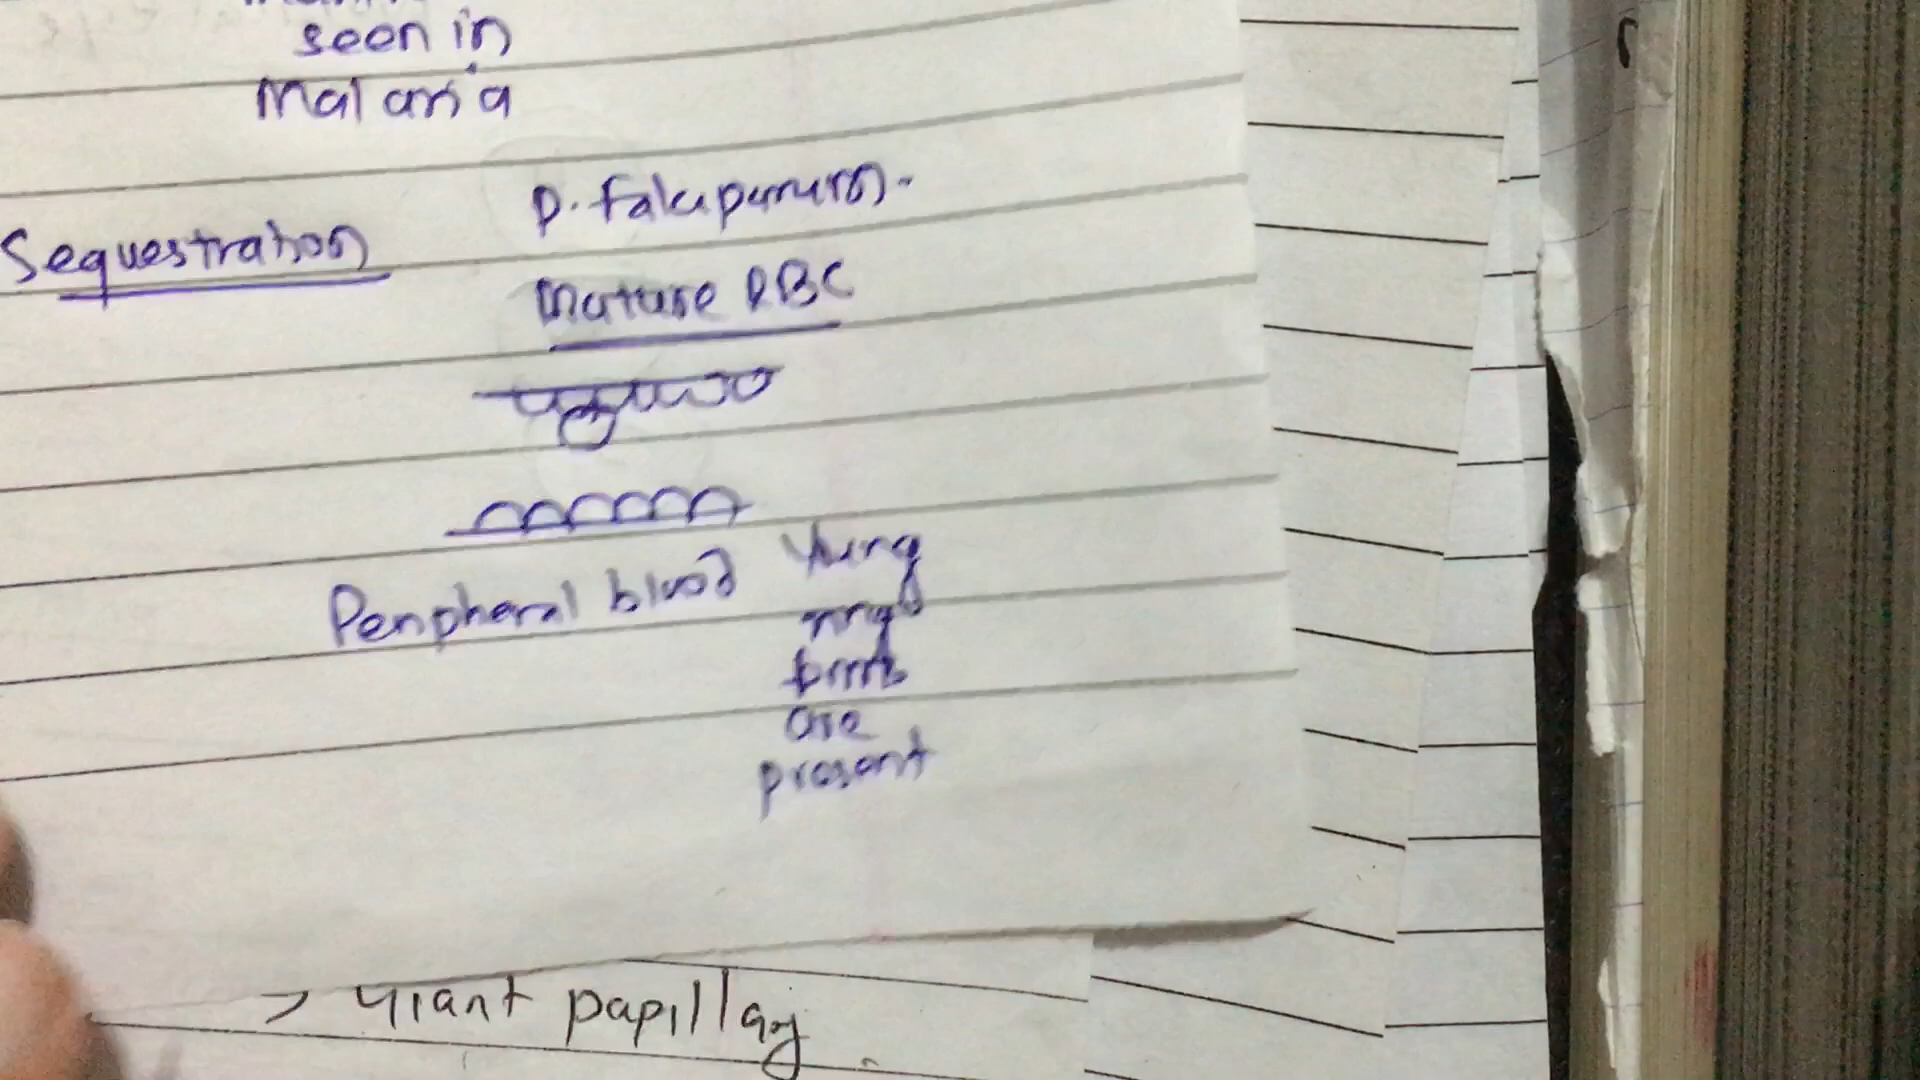 seen in
Malaria
P. falciparum.
Sequestration
Mature RBC
Peripheral blood Young
ring
forms
are
present
> Giant papillary